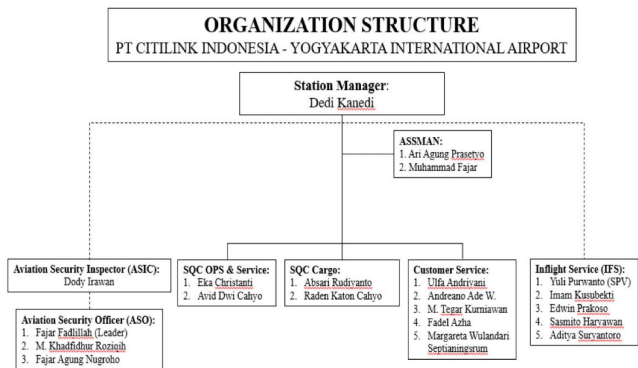 ORGANIZATION STRUCTURE
PT CITILINK INDONESIA - YOGYAKARTA INTERNATIONAL AIRPORT
Station Manager:
Dedi Kanedi
ASSMAN:
1. Ari Agung Prasetyo
2. Muhammad Fajar
Aviation Security Inspector (ASIC):
Dody Irawan
Aviation Security Officer (ASO):
1. Fajar Fadlillah (Leader)
2. M. Khadfidhur Roziqih
3. Fajar Agung Nugroho
SQC OPS & Service:
1. Eka Christanti
2. Avid Dwi Cahyo
SQC Cargo:
1. Absari Rudivanto
2. Raden Katon Cahyo
Customer Service:
1. Ulfa Andrivani
2. Andreano Ade W.
3. M. Tegar Kurniawan
4. Fadel Azha
5. Margareta Wulandari
Septianingsrum
Inflight Service (IFS):
1. Yuli Purwanto (SPV)
2. Imam Kusubekti
3. Edwin Prakoso
4. Sasmito Haryawan
5. Aditya Suryantoro